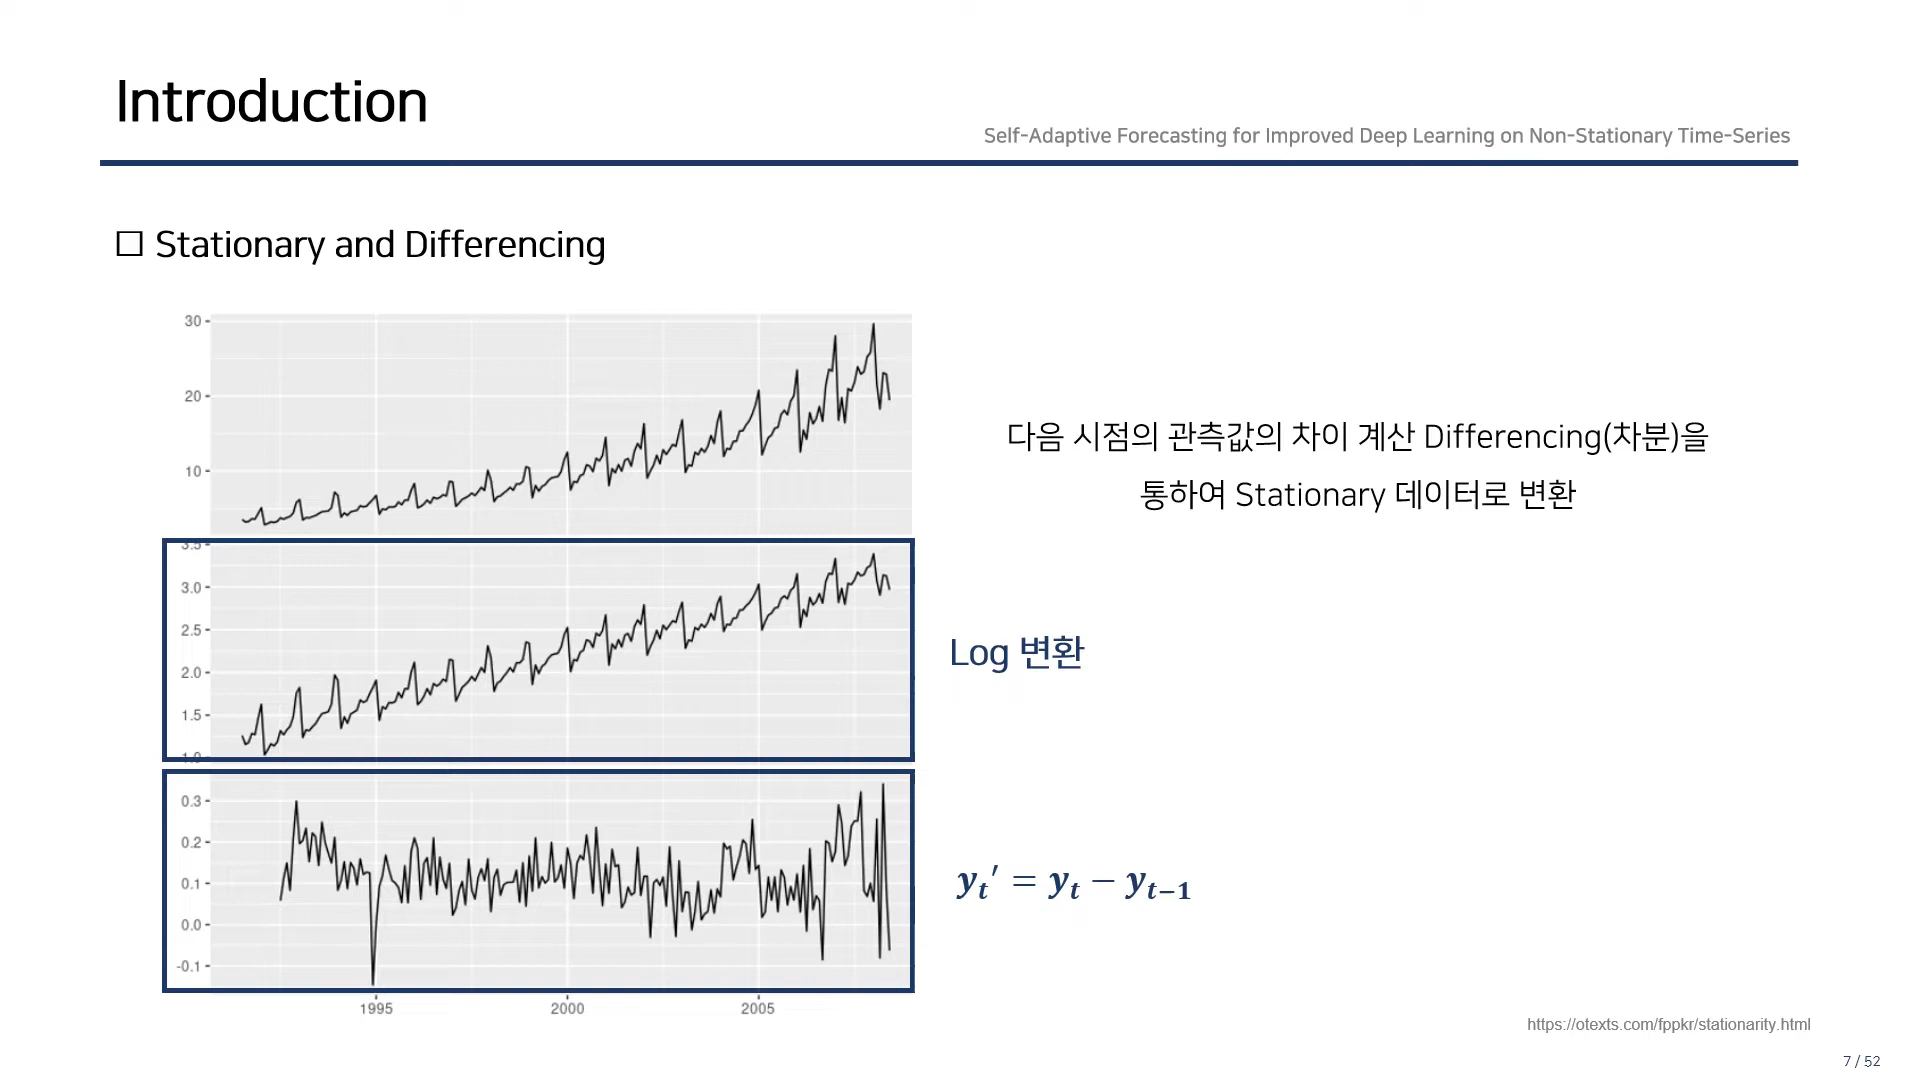 Introduction
Self-Adaptive Forecasting for Improved Deep Learning on Non-Stationary Time-Series
□ Stationary and Differencing
30
20
10
다음 시점의 관측값의 차이 계산 Differencing(차분)을
통하여 Stationary 데이터로 변환
3.5
3.0
2.5
2.0
1.5
1.0
Log 변환
0.3
0.2
0.1
0.0
-0.1
yₜ′ = yₜ − yₜ₋₁
1995 2000 2005
https://otexts.com/fppkr/stationarity.html
7 / 52